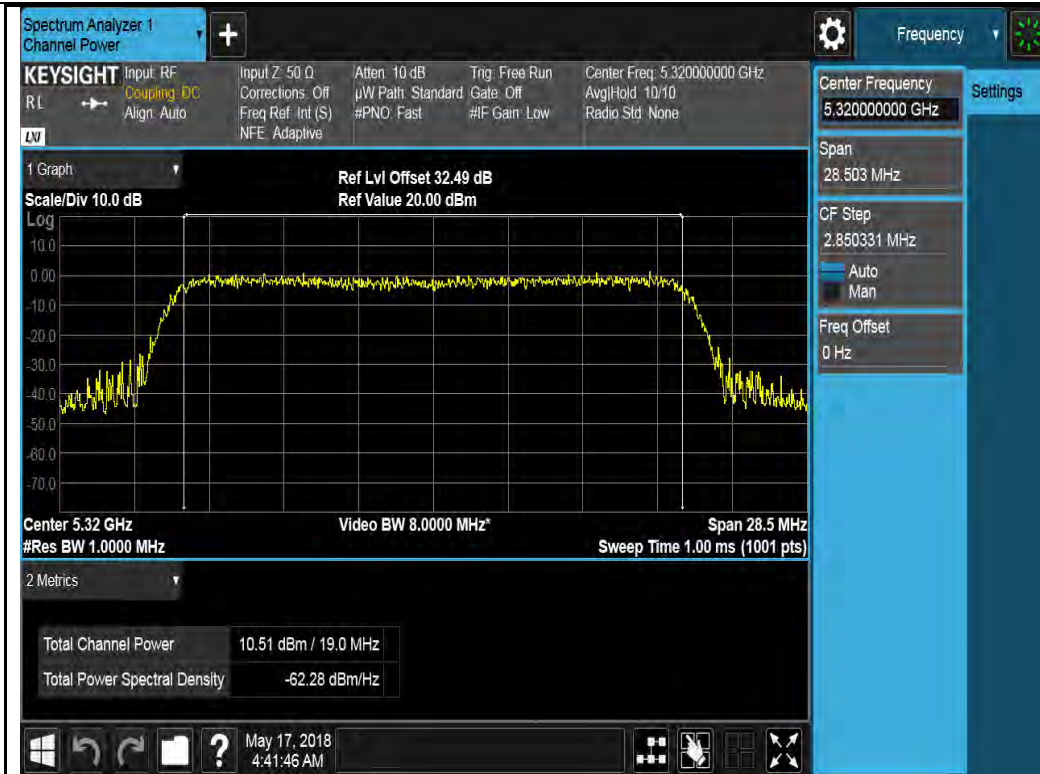 Spectrum Analyzer 1
Channel Power
+
Frequency
KEYSIGHT
R L
LXI
Input: RF
Coupling: DC
Align: Auto
Input Z: 50 Ω
Corrections: Off
Freq Ref: Int (S)
NFE: Adaptive
Atten: 10 dB
µW Path: Standard
#PNO: Fast
Trig: Free Run
Gate: Off
#IF Gain: Low
Center Freq: 5.320000000 GHz
Avg|Hold: 10/10
Radio Std: None
Center Frequency
5.320000000 GHz
Settings
Span
28.503 MHz
CF Step
2.850331 MHz
Auto
Man
Freq Offset
0 Hz
1 Graph
Scale/Div 10.0 dB
Ref Lvl Offset 32.49 dB
Ref Value 20.00 dBm
Log
10.0
0.00
-10.0
-20.0
-30.0
-40.0
-50.0
-60.0
-70.0
Center 5.32 GHz
#Res BW 1.0000 MHz
Video BW 8.0000 MHz*
Span 28.5 MHz
Sweep Time 1.00 ms (1001 pts)
2 Metrics
Total Channel Power 10.51 dBm / 19.0 MHz
Total Power Spectral Density -62.28 dBm/Hz
?
May 17, 2018
4:41:46 AM